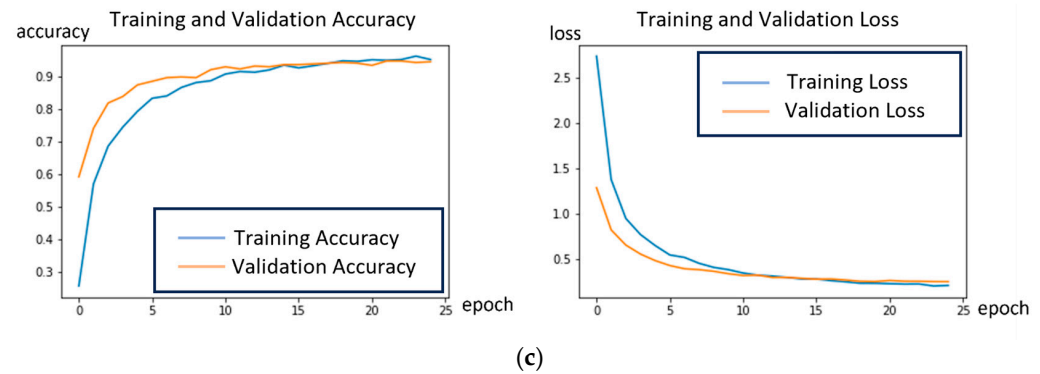 Training and Validation Accuracy
accuracy
0.9
0.8
0.7
0.6
0.5
0.4
0.3
Training Accuracy
Validation Accuracy
0 5 10 15 20 25
epoch
Training and Validation Loss
loss
2.5
2.0
1.5
1.0
0.5
Training Loss
Validation Loss
0 5 10 15 20 25
epoch
(c)